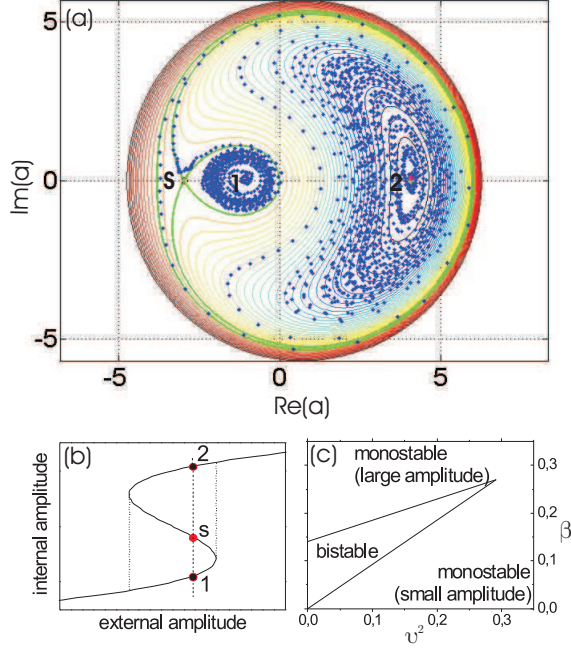 (a)
5
0
-5
Im(a)
S
1
2
-5
0
5
Re(a)
(b)
2
s
1
internal amplitude
external amplitude
(c)
monostable
(large amplitude)
bistable
monostable
(small amplitude)
0,3
0,2
0,1
0,0
β
0,0
0,1
0,2
0,3
υ²